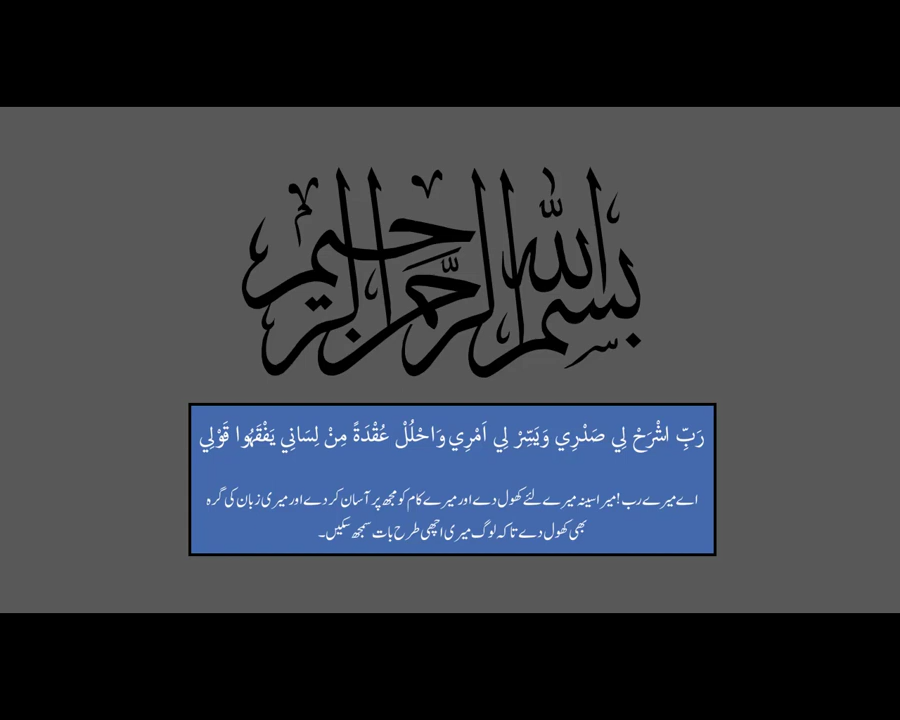 بسم الله الرحمن الرحيم
رَبِّ اشْرَحْ لِي صَدْرِي وَيَسِّرْ لِي اَمْرِي وَاحْلُلْ عُقْدَةً مِنْ لِسَانِي يَفْقَهُوا قَوْلِي
اے میرے رب! میرا سینہ میرے لئے کھول دے اور میرے کام کو مجھ پر آسان کر دے اور میری زبان کی گرہ
بھی کھول دے تاکہ لوگ میری اچھی طرح بات سمجھ سکیں۔